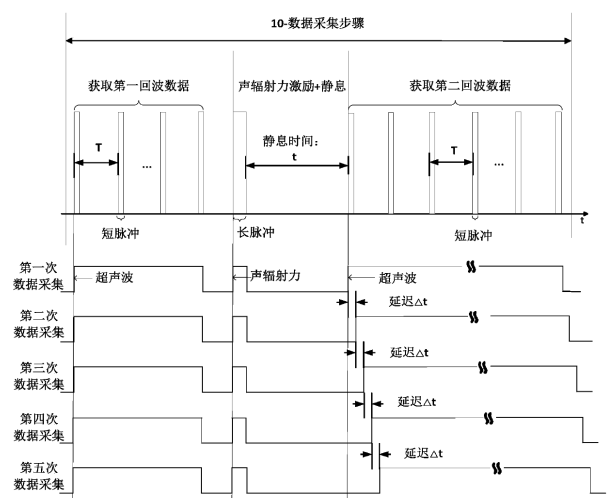 10-数据采集步骤
获取第一回波数据
声辐射力激励+静息
获取第二回波数据
T
...
静息时间：
t
T
...
t
短脉冲
长脉冲
短脉冲
第一次
数据采集
超声波
声辐射力
超声波
延迟△t
第二次
数据采集
延迟△t
第三次
数据采集
延迟△t
第四次
数据采集
延迟△t
第五次
数据采集